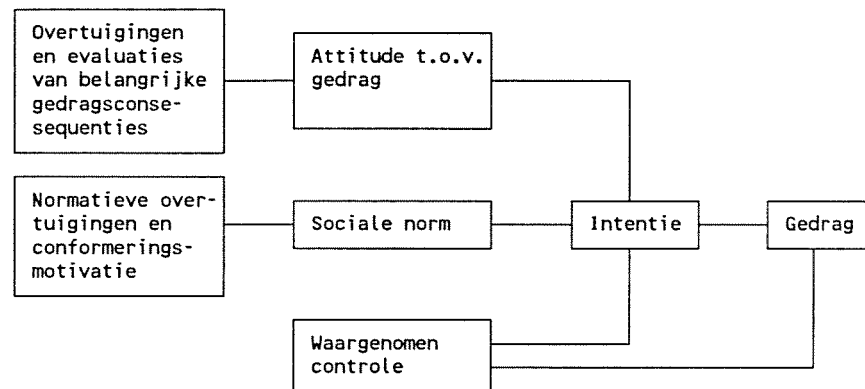 Overtuigingen
en evaluaties
van belangrijke
gedragsconse-
sequenties
Attitude t.o.v.
gedrag
Normatieve over-
tuigingen en
conformerings-
motivatie
Sociale norm
Intentie
Gedrag
Waargenomen
controle